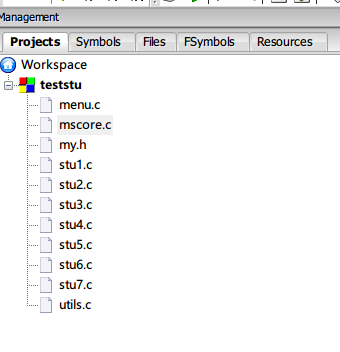 Management
Projects Symbols Files FSymbols Resources
Workspace
teststu
menu.c
mscore.c
my.h
stu1.c
stu2.c
stu3.c
stu4.c
stu5.c
stu6.c
stu7.c
utils.c